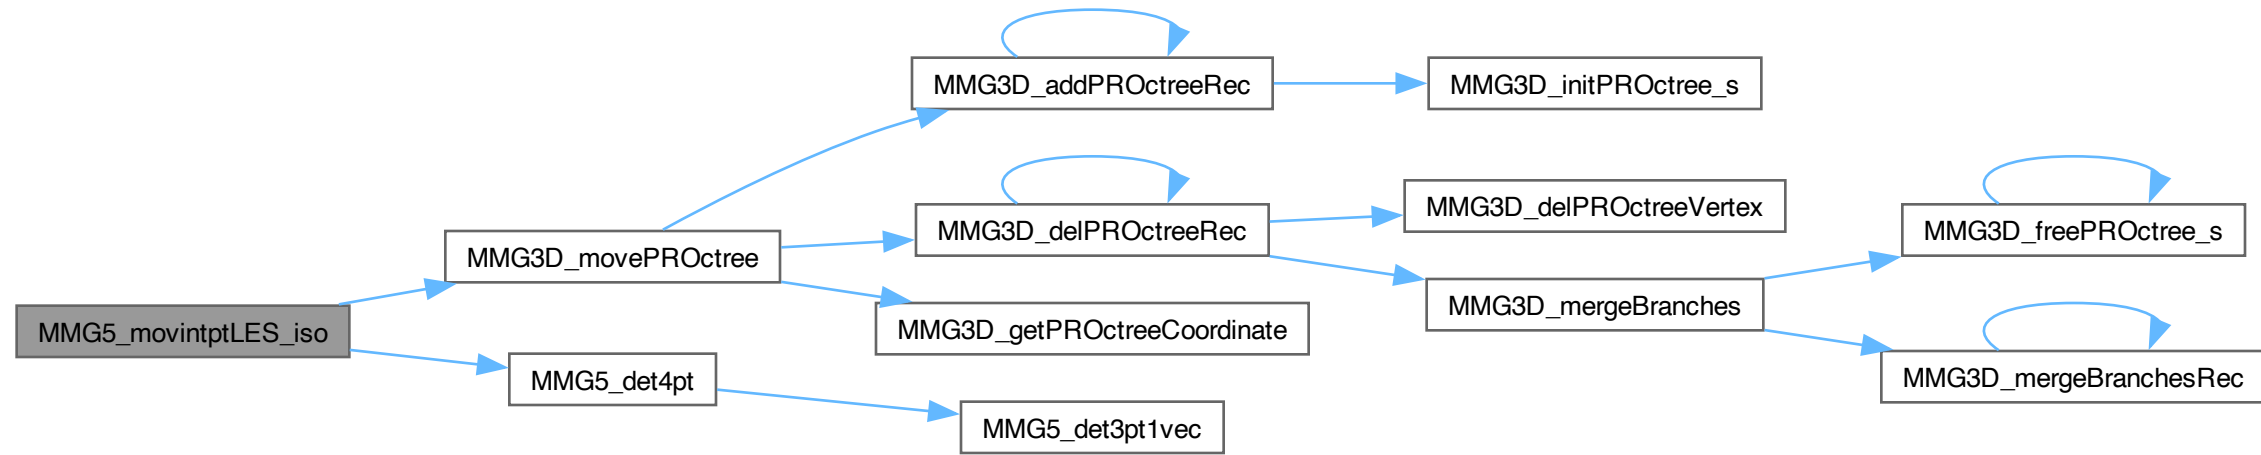 MMG5_movintptLES_iso
MMG3D_movePROctree
MMG5_det4pt
MMG3D_addPROctreeRec
MMG3D_delPROctreeRec
MMG3D_getPROctreeCoordinate
MMG5_det3pt1vec
MMG3D_initPROctree_s
MMG3D_delPROctreeVertex
MMG3D_mergeBranches
MMG3D_freePROctree_s
MMG3D_mergeBranchesRec